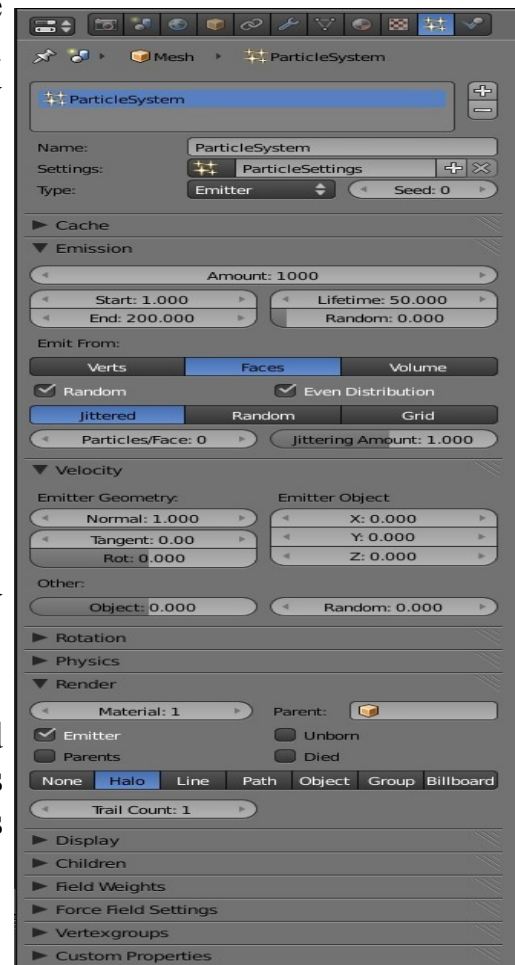 Mesh ParticleSystem
ParticleSystem
Name: ParticleSystem
Settings: ParticleSettings
Type: Emitter Seed: 0
Cache
Emission
Amount: 1000
Start: 1.000 Lifetime: 50.000
End: 200.000 Random: 0.000
Emit From:
Verts Faces Volume
Random Even Distribution
Jittered Random Grid
Particles/Face: 0 Jittering Amount: 1.000
Velocity
Emitter Geometry: Emitter Object
Normal: 1.000 X: 0.000
Tangent: 0.00 Y: 0.000
Rot: 0.000 Z: 0.000
Other:
Object: 0.000 Random: 0.000
Rotation
Physics
Render
Material: 1 Parent:
Emitter Unborn
Parents Died
None Halo Line Path Object Group Billboard
Trail Count: 1
Display
Children
Field Weights
Force Field Settings
Vertexgroups
Custom Properties